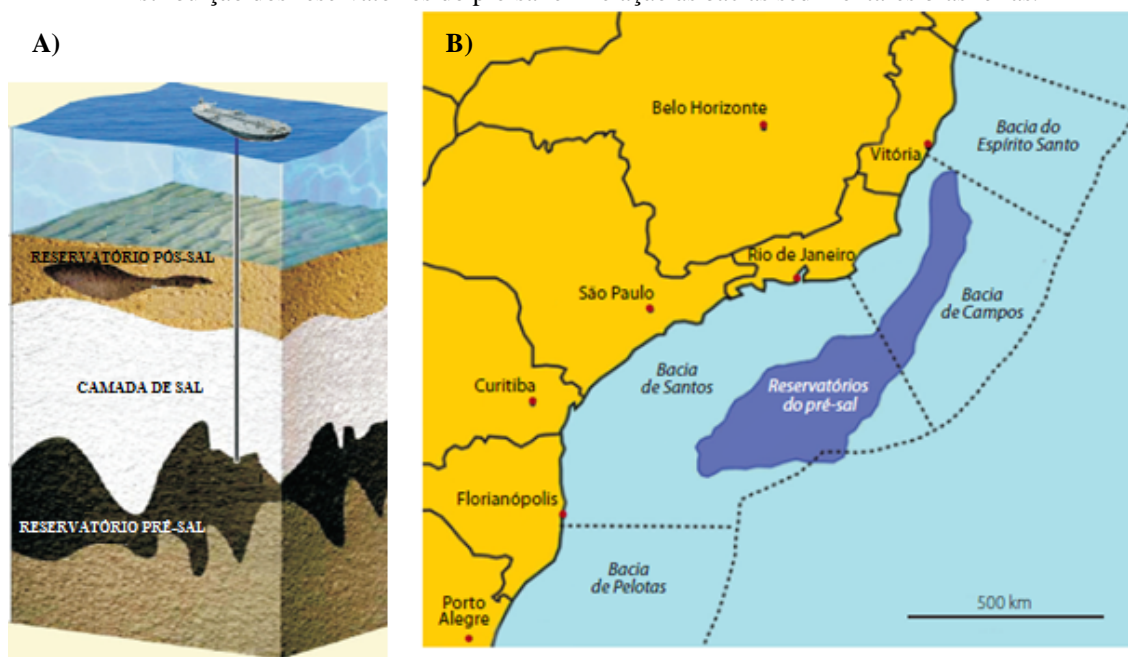 A)
B)
RESERVATÓRIO PÓS-SAL
CAMADA DE SAL
RESERVATÓRIO PRÉ-SAL
Belo Horizonte
Bacia do
Espírito Santo
Vitória
Rio de Janeiro
São Paulo
Bacia
de Campos
Bacia
de Santos
Curitiba
Reservatórios
do pré-sal
Florianópolis
Bacia
de Pelotas
Porto
Alegre
500 km